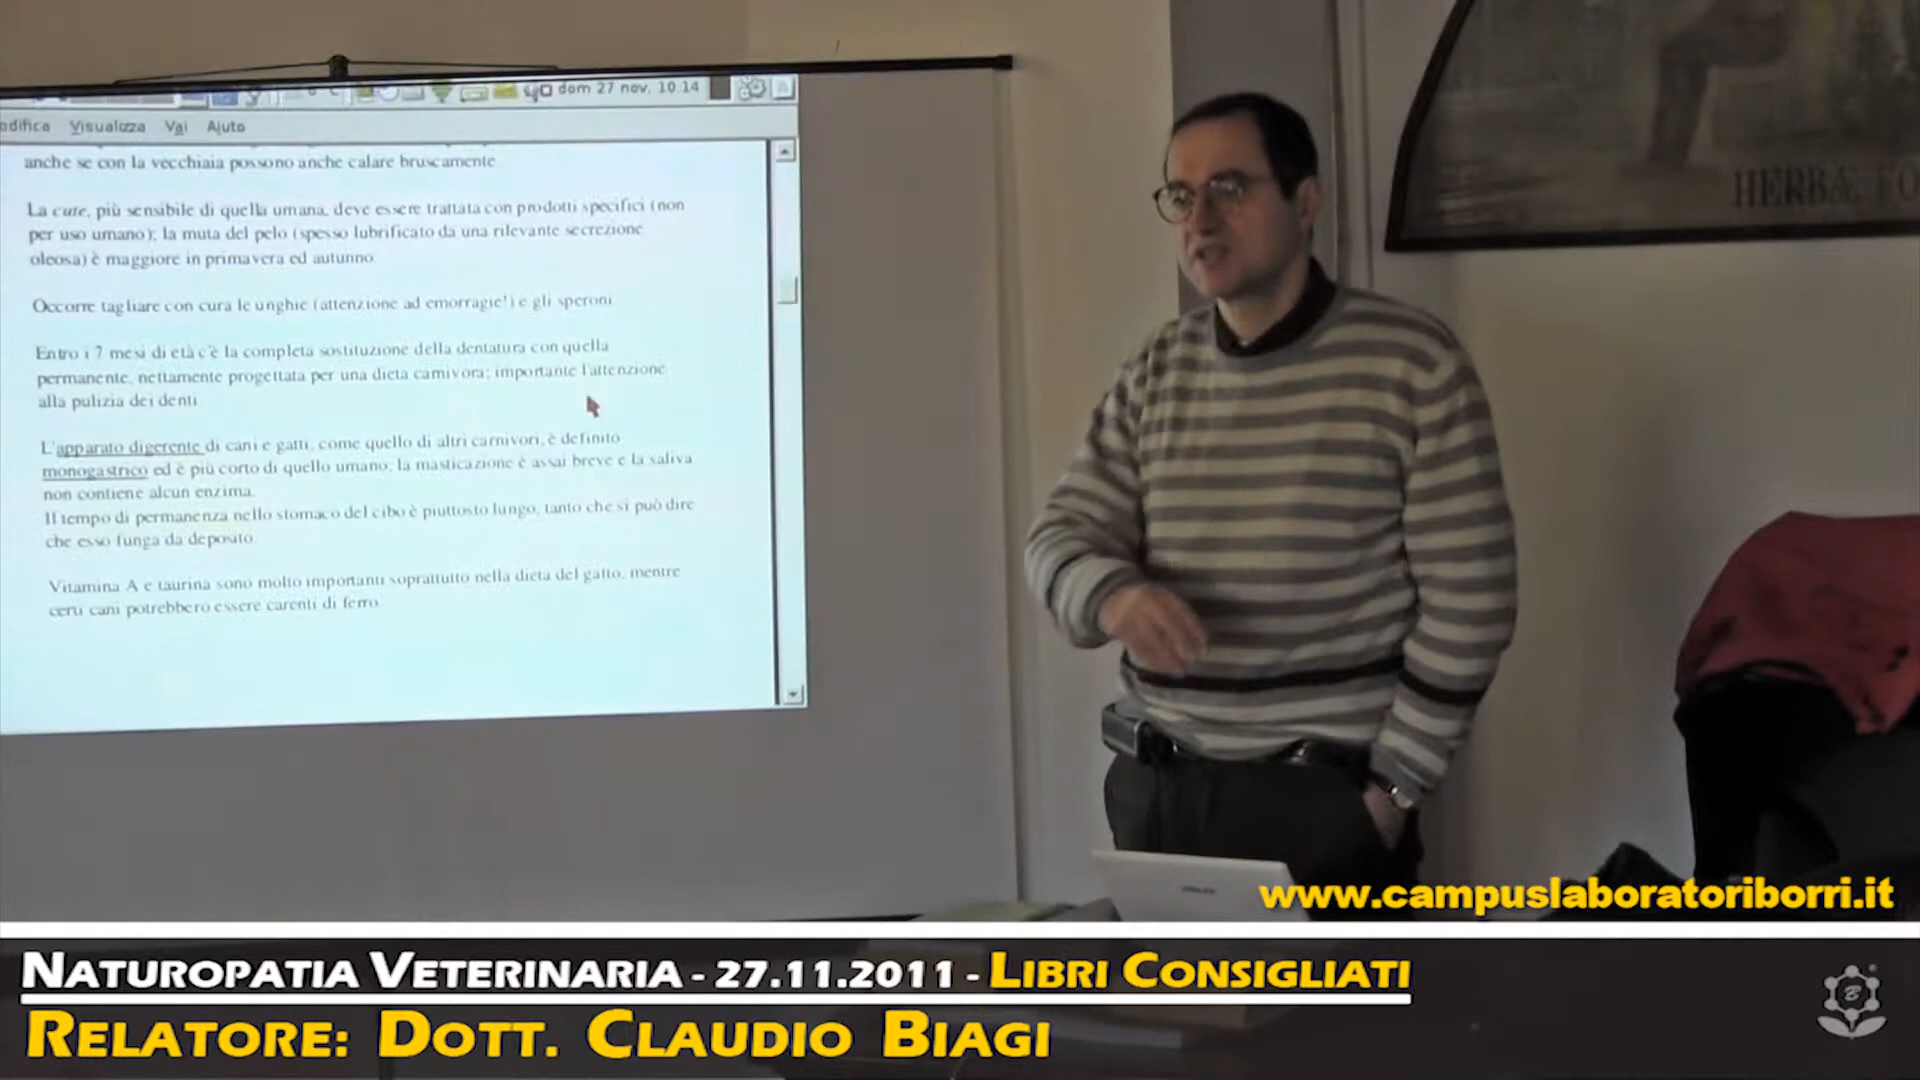 dom 27 nov, 10.14
Visualizza Vai Ajuto
anche se con la vecchiaia possono anche calare bruscamente
La cute, più sensibile di quella umana, deve essere trattata con prodotti specifici (non
per uso umano); la muta del pelo (spesso lubrificato da una rilevante secrezione
oleosa) è maggiore in primavera ed autunno
Occorre tagliare con cura le unghie (attenzione ad emorragie!) e gli speroni
Entro i 7 mesi di età c'è la completa sostituzione della dentatura con quella
permanente, nettamente progettata per una dieta carnivora; importante l'attenzione
alla pulizia dei denti
L'apparato digerente di cani e gatti, come quello di altri carnivori, è definito
monogastrico ed è più corto di quello umano; la masticazione è assai breve e la saliva
non contiene alcun enzima.
Il tempo di permanenza nello stomaco del cibo è piuttosto lungo, tanto che si può dire
che esso funga da deposito
Vitamina A e taurina sono molto importanti soprattutto nella dieta del gatto, mentre
certi cani potrebbero essere carenti di ferro.
HERBÆ
www.campuslaboratoriborri.it
NATUROPATIA VETERINARIA - 27.11.2011 - LIBRI CONSIGLIATI
RELATORE: DOTT. CLAUDIO BIAGI